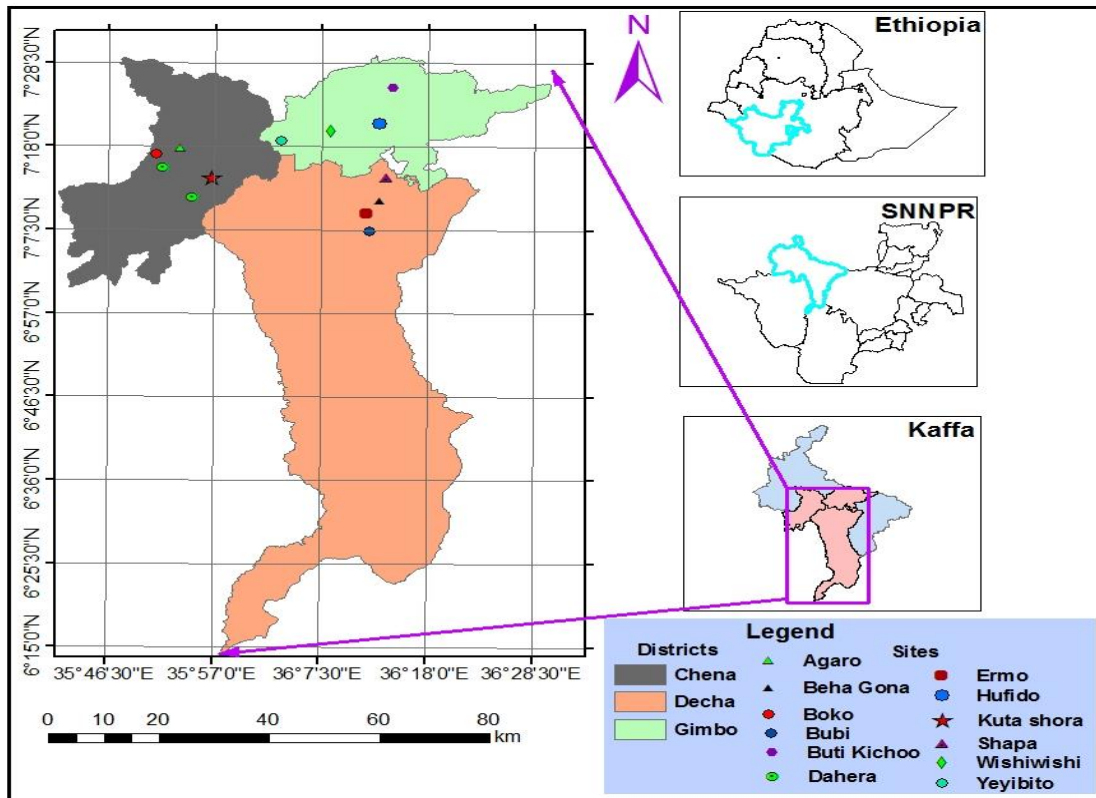 N
Ethiopia
SNNPR
Kaffa
7°28'30"N
7°18'0"N
7°7'30"N
6°57'0"N
6°46'30"N
6°36'0"N
6°25'30"N
6°15'0"N
35°46'30"E 35°57'0"E 36°7'30"E 36°18'0"E 36°28'30"E
0 10 20 40 60 80
km
Legend
Districts
Chena
Decha
Gimbo
Sites
Agaro
Beha Gona
Boko
Bubi
Buti Kichoo
Dahera
Ermo
Hufido
Kuta shora
Shapa
Wishiwishi
Yeyibito